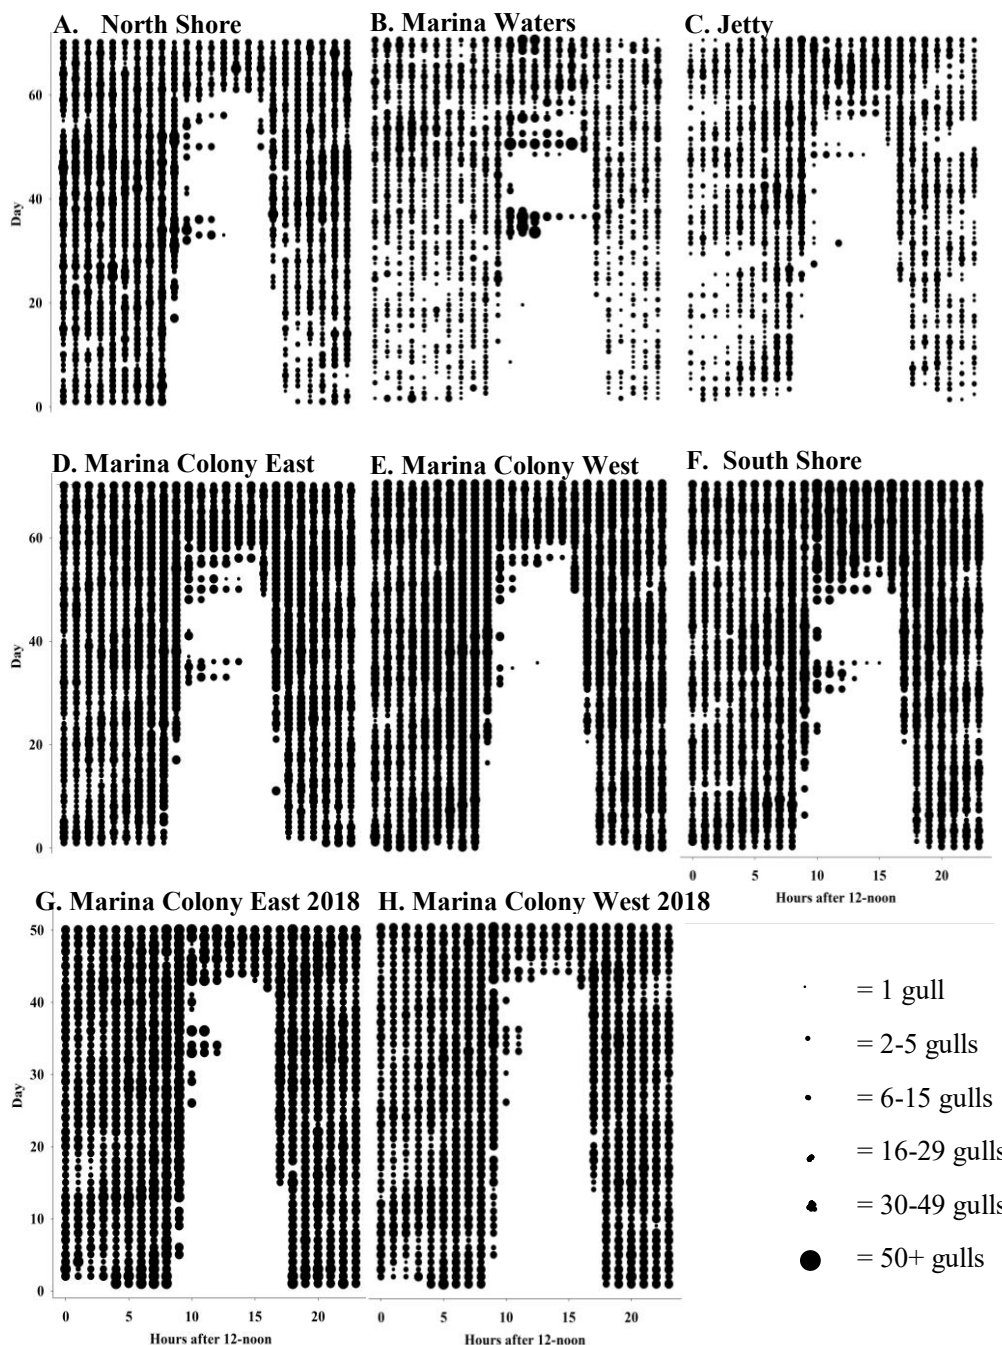 A. North Shore
B. Marina Waters
C. Jetty
Day
60
40
20
0
D. Marina Colony East
E. Marina Colony West
F. South Shore
Day
60
40
20
0
0 5 10 15 20
Hours after 12-noon
G. Marina Colony East 2018
H. Marina Colony West 2018
Day
50
40
30
20
10
0
0 5 10 15 20
Hours after 12-noon
0 5 10 15 20
Hours after 12-noon
= 1 gull
= 2-5 gulls
= 6-15 gulls
= 16-29 gulls
= 30-49 gulls
= 50+ gulls